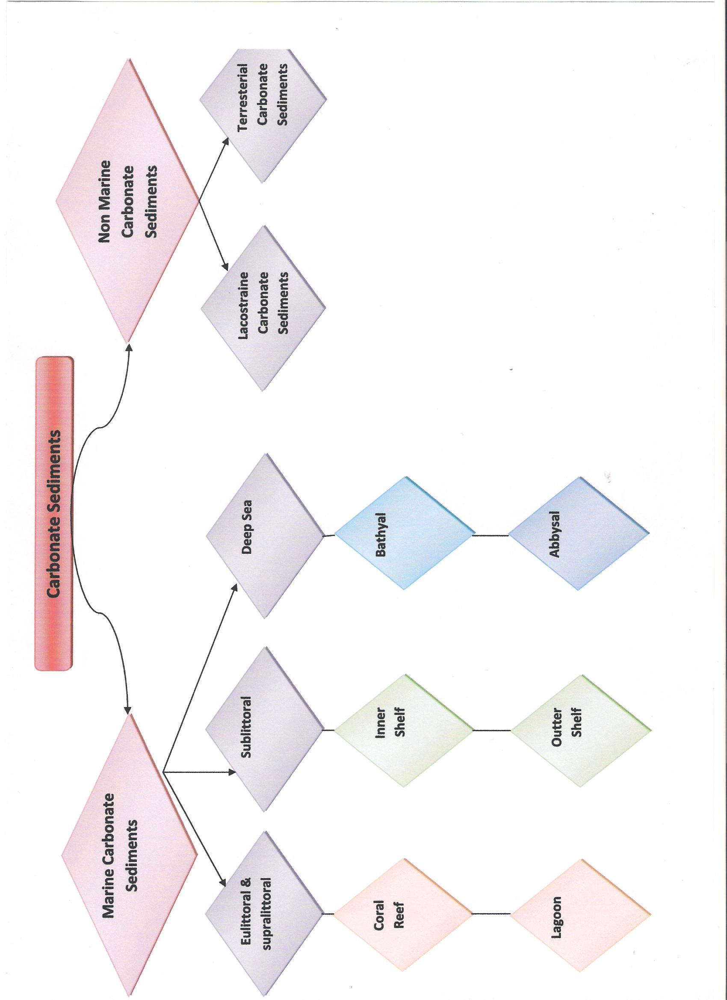 Carbonate Sediments
Marine Carbonate
Sediments
Non Marine
Carbonate
Sediments
Eulittoral &
supralittoral
Sublittoral
Deep Sea
Lacostraine
Carbonate
Sediments
Terresterial
Carbonate
Sediments
Coral
Reef
Inner
Shelf
Bathyal
Lagoon
Outter
Shelf
Abbysal